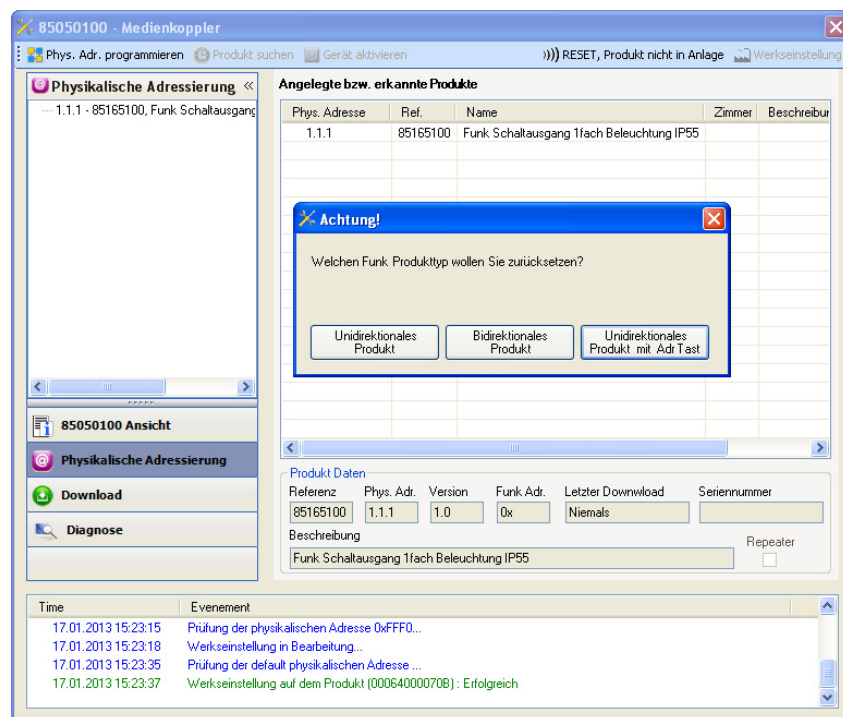 85050100 - Medienkoppler
Phys. Adr. programmieren Produkt suchen Gerät aktivieren ))) RESET, Produkt nicht in Anlage Werkseinstellung
Physikalische Adressierung «
1.1.1 - 85165100, Funk Schaltausgang
85050100 Ansicht
Physikalische Adressierung
Download
Diagnose
Angelegte bzw. erkannte Produkte
Phys. Adresse Ref. Name Zimmer Beschreibur
1.1.1 85165100 Funk Schaltausgang 1fach Beleuchtung IP55
Achtung!
Welchen Funk Produkttyp wollen Sie zurücksetzen?
Unidirektionales Produkt
Bidirektionales Produkt
Unidirektionales Produkt mit AdrTast
Produkt Daten
Referenz Phys. Adr. Version Funk Adr. Letzter Downwload Seriennummer
85165100 1.1.1 1.0 0x Niemals
Beschreibung
Repeater
Funk Schaltausgang 1fach Beleuchtung IP55
Time Evenement
17.01.2013 15:23:15 Prüfung der physikalischen Adresse 0xFFF0...
17.01.2013 15:23:18 Werkseinstellung in Bearbeitung...
17.01.2013 15:23:35 Prüfung der default physikalischen Adresse ...
17.01.2013 15:23:37 Werkseinstellung auf dem Produkt (00064000070B) : Erfolgreich